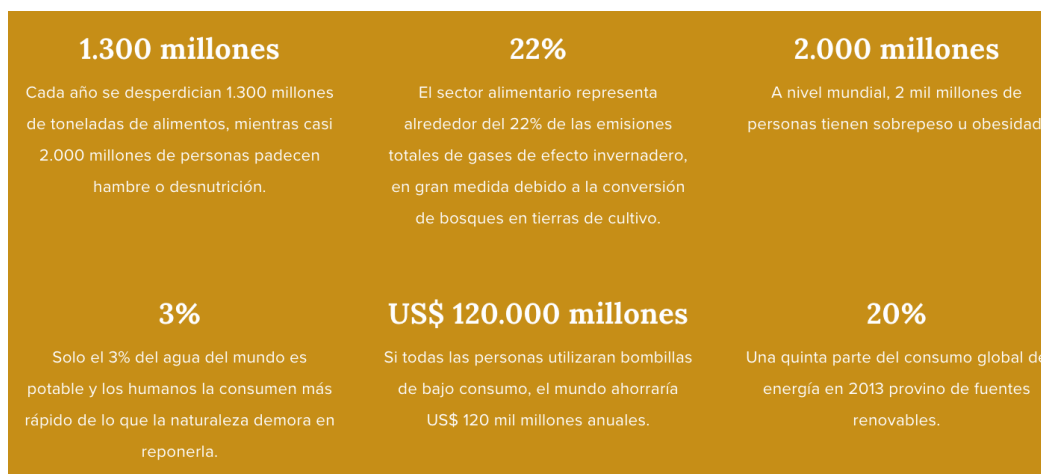 1.300 millones
Cada año se desperdician 1.300 millones
de toneladas de alimentos, mientras casi
2.000 millones de personas padecen
hambre o desnutrición.
22%
El sector alimentario representa
alrededor del 22% de las emisiones
totales de gases de efecto invernadero,
en gran medida debido a la conversión
de bosques en tierras de cultivo.
2.000 millones
A nivel mundial, 2 mil millones de
personas tienen sobrepeso u obesidad
3%
Solo el 3% del agua del mundo es
potable y los humanos la consumen más
rápido de lo que la naturaleza demora en
reponerla.
US$ 120.000 millones
Si todas las personas utilizaran bombillas
de bajo consumo, el mundo ahorraría
US$ 120 mil millones anuales.
20%
Una quinta parte del consumo global de
energía en 2013 provino de fuentes
renovables.